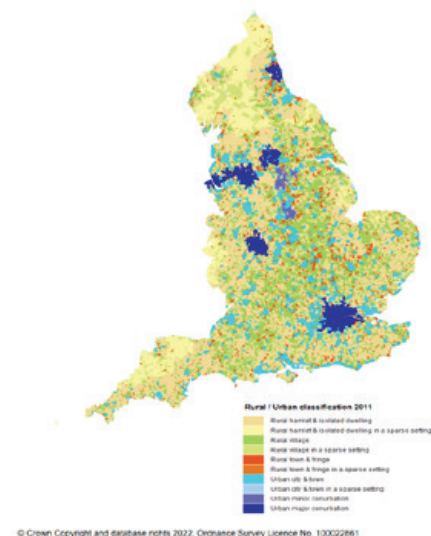 Rural / Urban classification 2011
Rural hamlet & isolated dwelling
Rural hamlet & isolated dwelling in a sparse setting
Rural village
Rural village in a sparse setting
Rural town & fringe
Rural town & fringe in a sparse setting
Urban city & town
Urban city & town in a sparse setting
Urban minor conurbation
Urban major conurbation
© Crown Copyright and database rights 2022. Ordnance Survey Licence No. 100022861